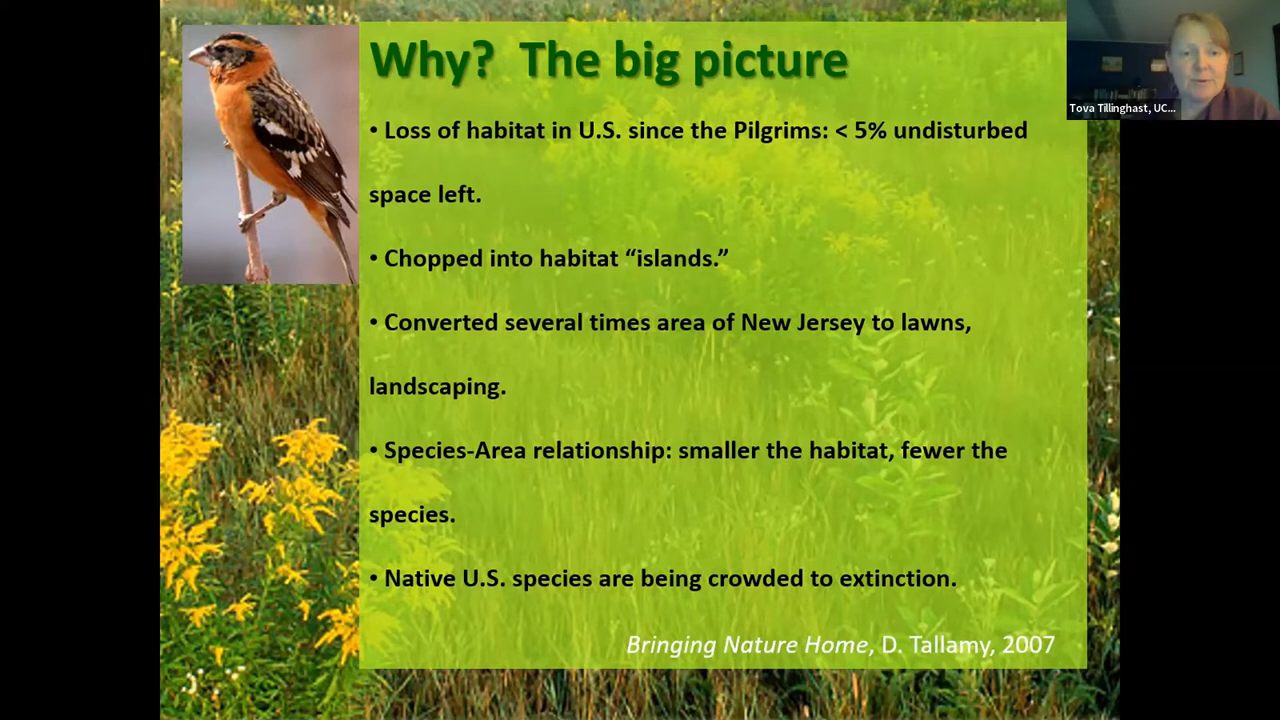 Why? The big picture
• Loss of habitat in U.S. since the Pilgrims: < 5% undisturbed
space left.
• Chopped into habitat “islands.”
• Converted several times area of New Jersey to lawns,
landscaping.
• Species-Area relationship: smaller the habitat, fewer the
species.
• Native U.S. species are being crowded to extinction.
Bringing Nature Home, D. Tallamy, 2007
Tova Tillinghast, UC...